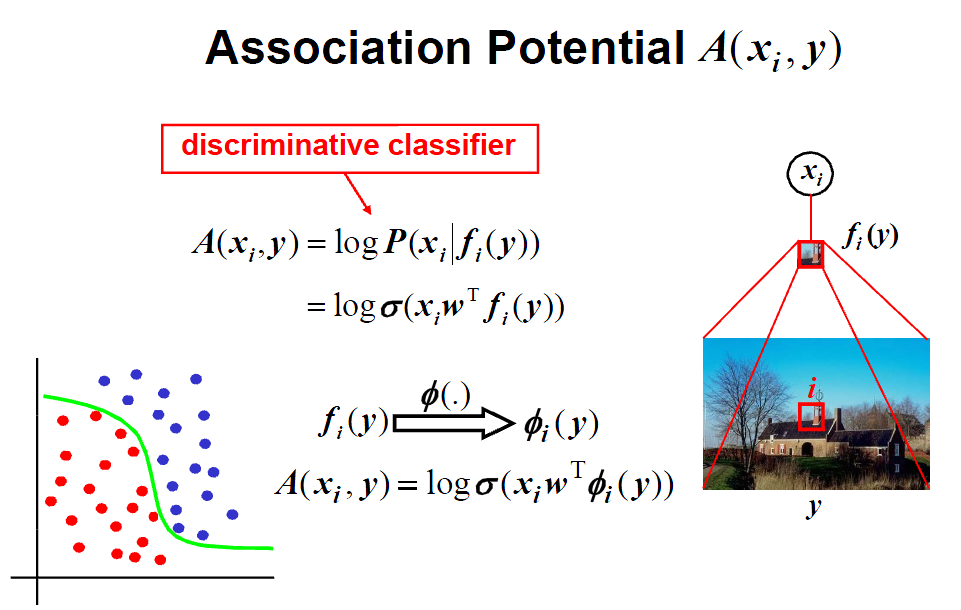 Association Potential A(xᵢ, y)
discriminative classifier
A(xᵢ,y) = log P(xᵢ|fᵢ(y))
= log σ(xᵢwᵀfᵢ(y))
xᵢ
fᵢ(y)
i
y
ϕ(.)
fᵢ(y) ϕᵢ(y)
A(xᵢ, y) = log σ(xᵢwᵀϕᵢ(y))